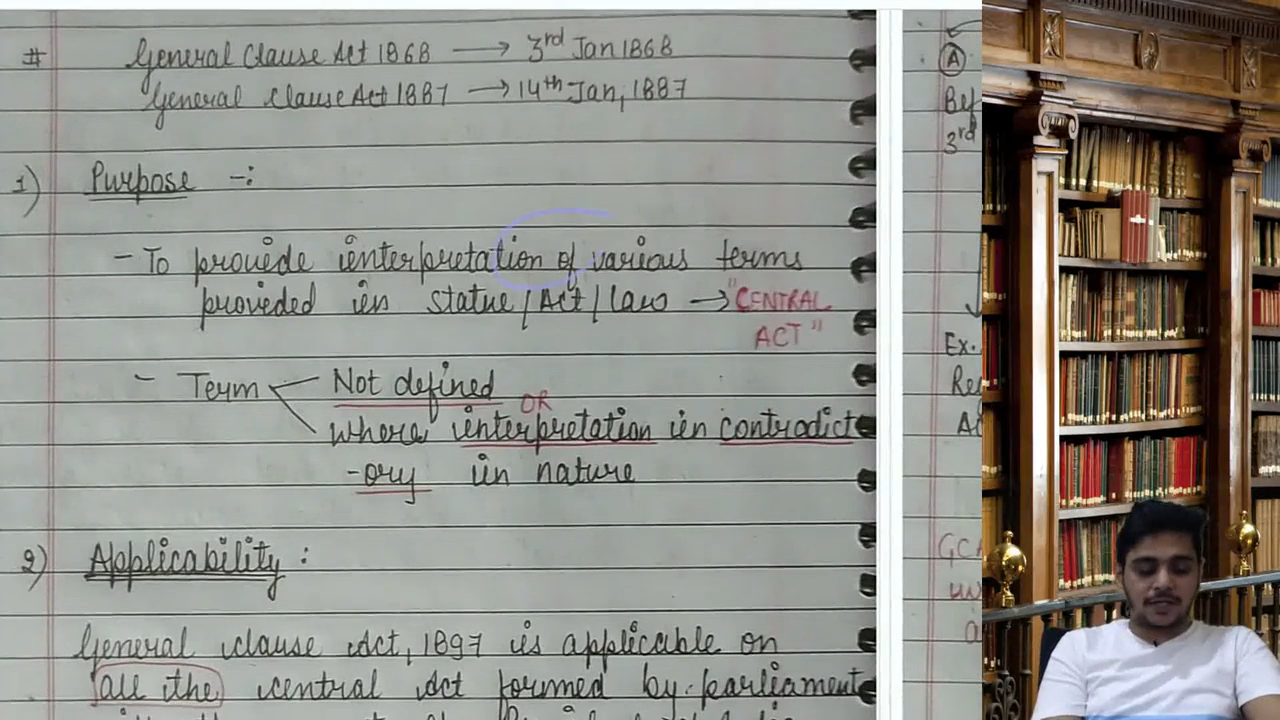 # General Clause Act 1868 → 3rd Jan 1868
General Clause Act 1887 → 14th Jan, 1887
1) Purpose -:
- To provide interpretation of various terms
provided in statue / Act / law → "CENTRAL
ACT"
- Term Not defined
OR
where interpretation in contradict
-ory in nature
2) Applicability :
General clause Act, 1897 is applicable on
all the central Act formed by parliament
A
Bef
3rd
Ex.